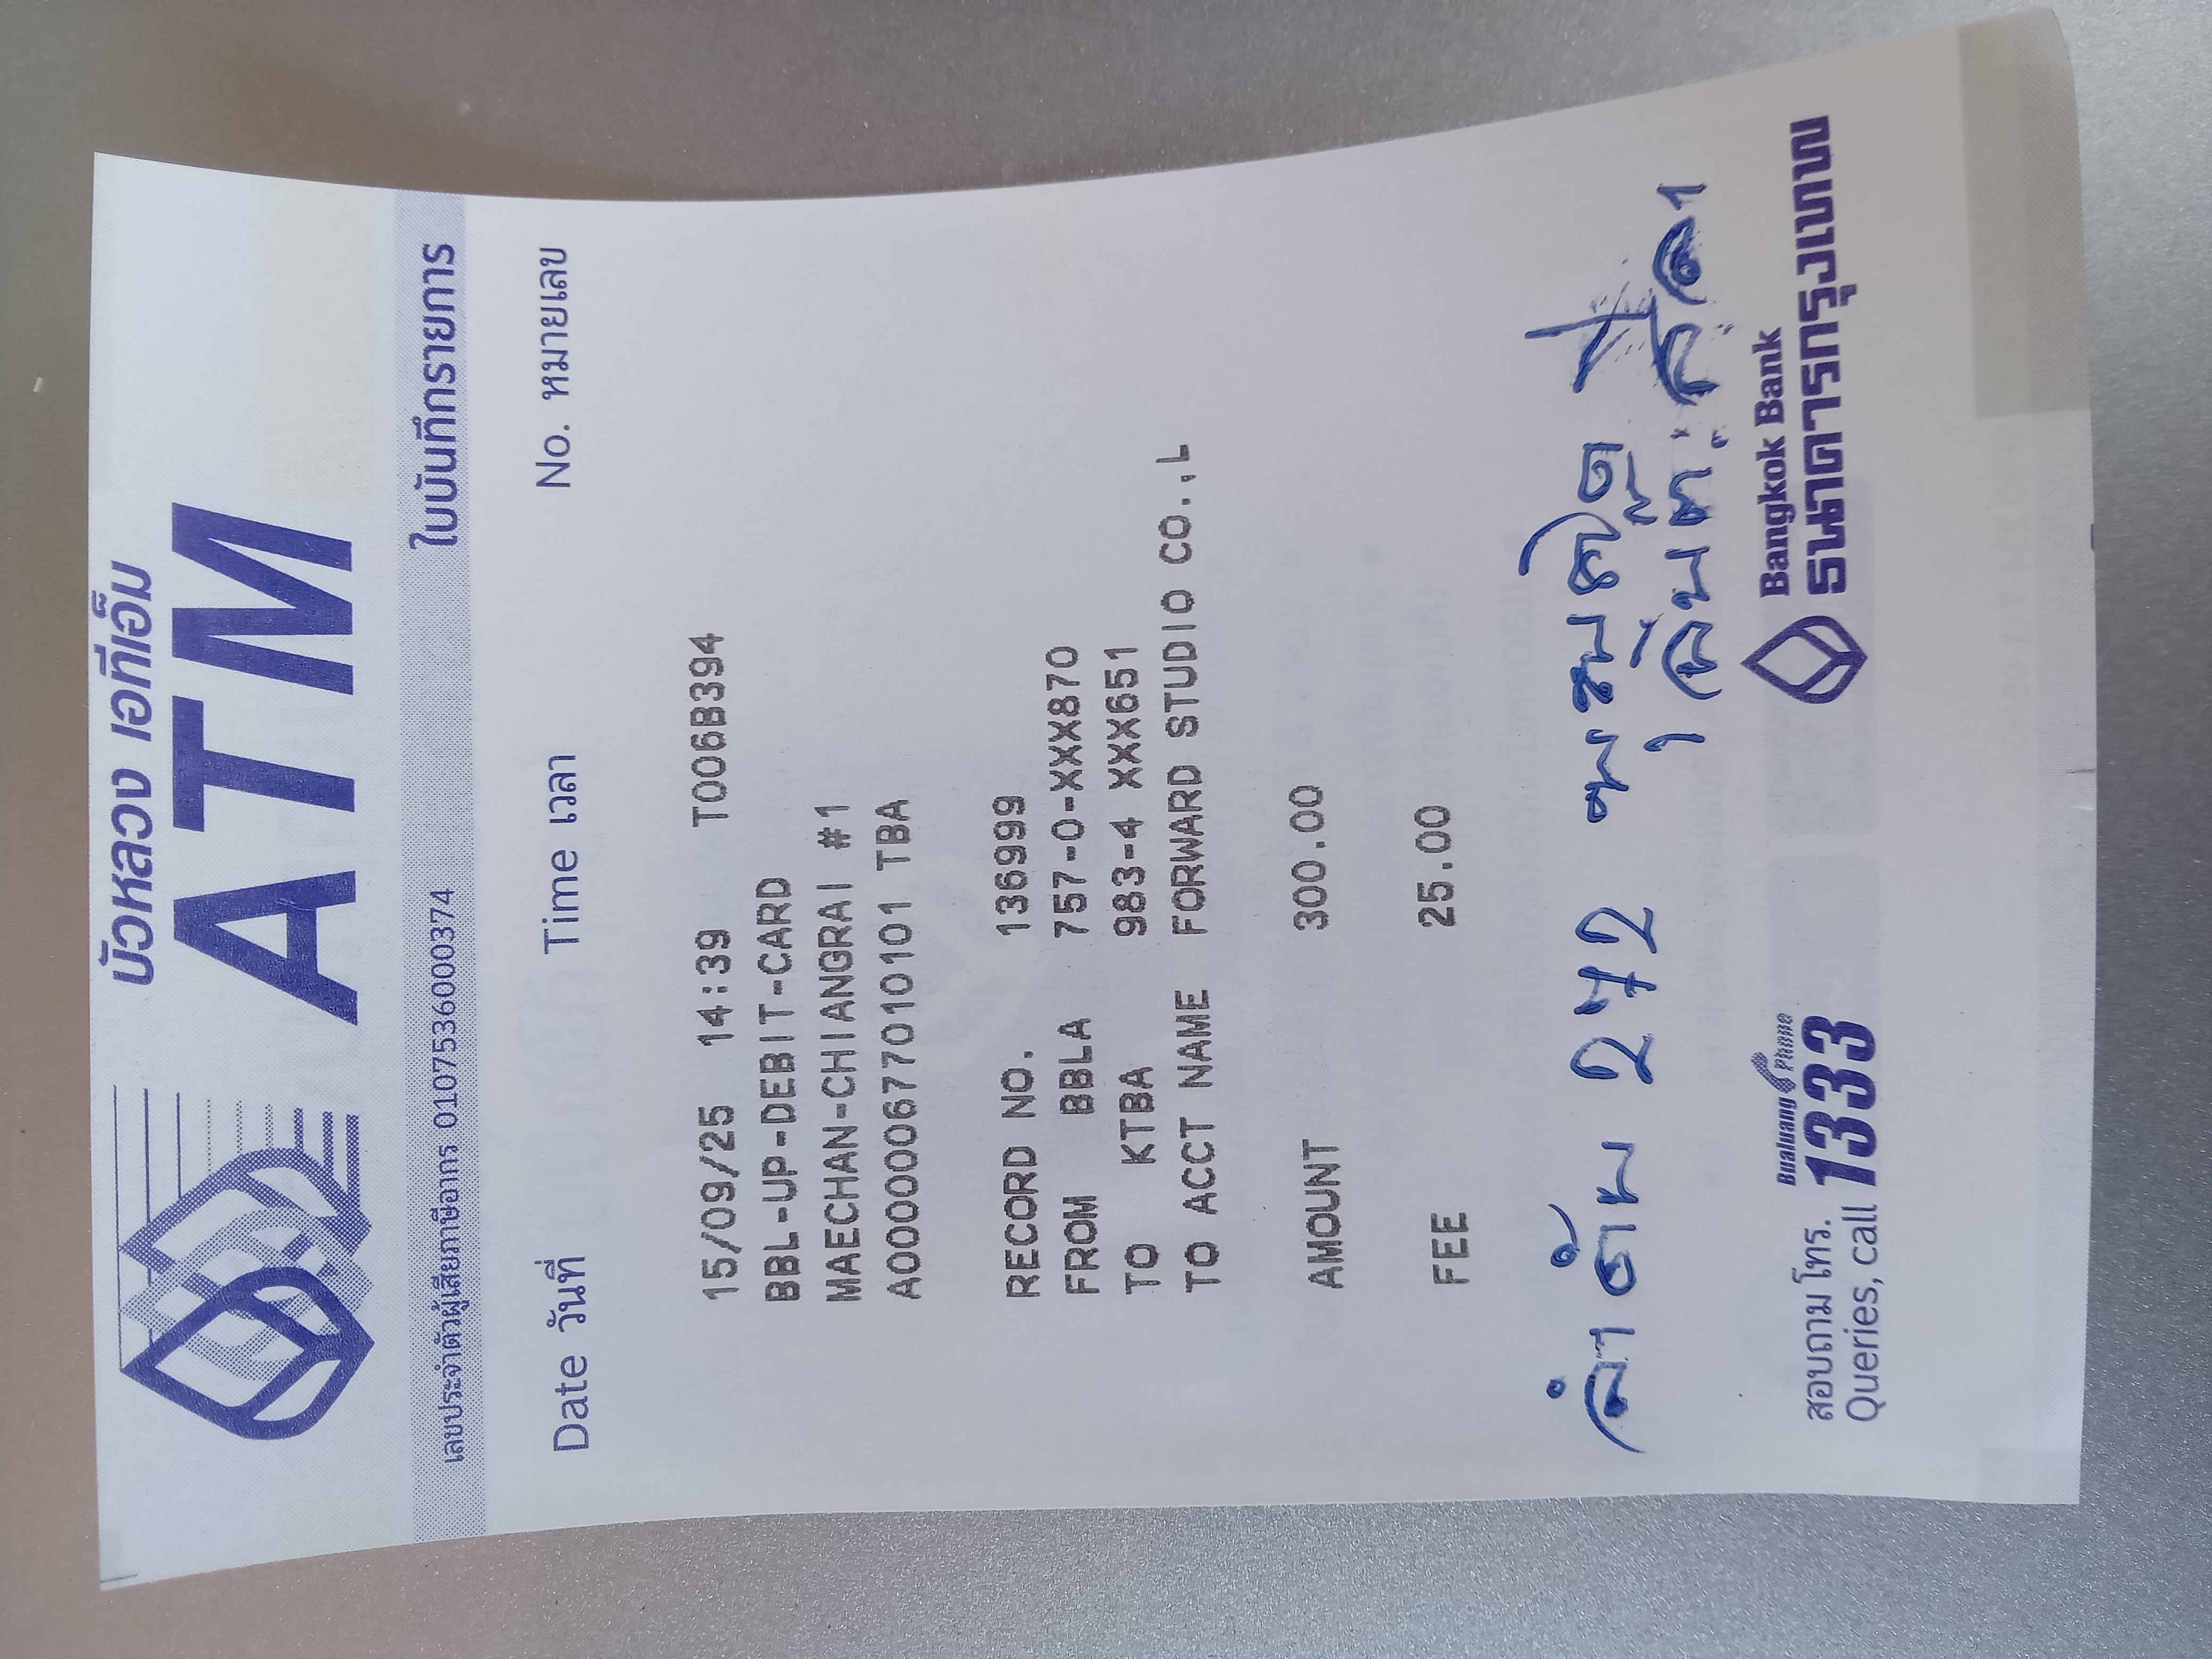 บัวหลวง เอทีเอ็ม
ATM
เลขประจำตัวผู้เสียภาษีอากร 0107536000374 ใบบันทึกรายการ
Date วันที่ Time เวลา No. หมายเลข
15/09/25 14:39 T006B394
BBL-UP-DEBIT-CARD
MAECHAN-CHIANGRAI #1
A000000677010101 TBA
RECORD NO. 136999
FROM BBLA 757-0-XXX870
TO KTBA 983-4 XXX651
TO ACCT NAME FORWARD STUDIO CO.,L
AMOUNT 300.00
FEE 25.00
ลำดับ 272
สอบถาม โทร. Bualuang Phone 1333
Queries, call
Bangkok Bank
ธนาคารกรุงเทพ